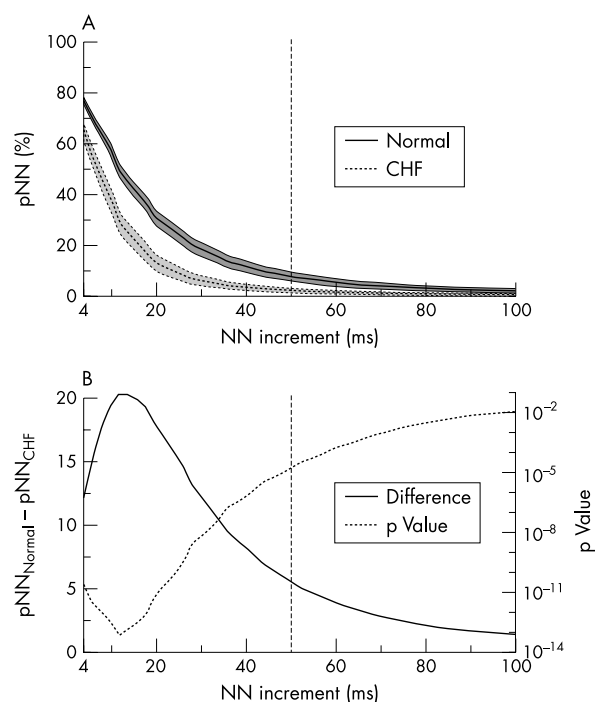 A
100
80
60
40
20
0
pNN (%)
Normal
CHF
4 20 40 60 80 100
NN increment (ms)
B
20
15
10
5
0
pNN_Normal – pNN_CHF
Difference
p Value
10^–2
10^–5
10^–8
10^–11
10^–14
p Value
4 20 40 60 80 100
NN increment (ms)